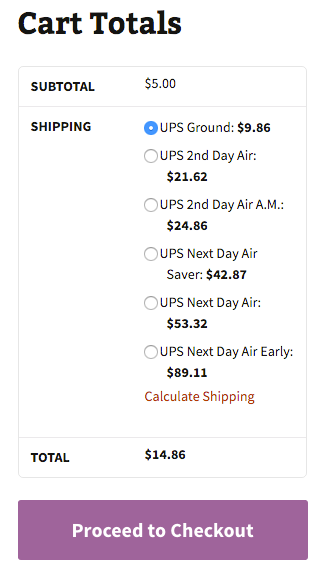 Cart Totals
SUBTOTAL $5.00
SHIPPING UPS Ground: $9.86
UPS 2nd Day Air:
$21.62
UPS 2nd Day Air A.M.:
$24.86
UPS Next Day Air
Saver: $42.87
UPS Next Day Air:
$53.32
UPS Next Day Air Early:
$89.11
Calculate Shipping
TOTAL $14.86
Proceed to Checkout